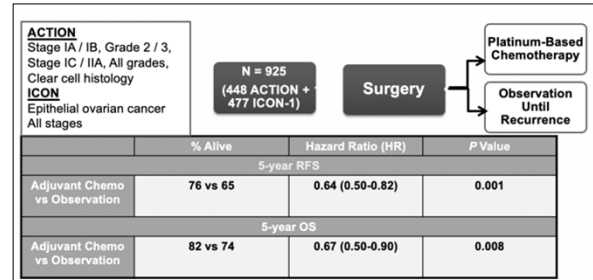 ACTION
Stage IA / IB, Grade 2 / 3,
Stage IC / IIA, All grades,
Clear cell histology
ICON
Epithelial ovarian cancer
All stages
N = 925
(448 ACTION +
477 ICON-1)
Surgery
Platinum-Based
Chemotherapy
Observation
Until
Recurrence
% Alive Hazard Ratio (HR) P Value
5-year RFS
Adjuvant Chemo
vs Observation
76 vs 65 0.64 (0.50-0.82) 0.001
5-year OS
Adjuvant Chemo
vs Observation
82 vs 74 0.67 (0.50-0.90) 0.008